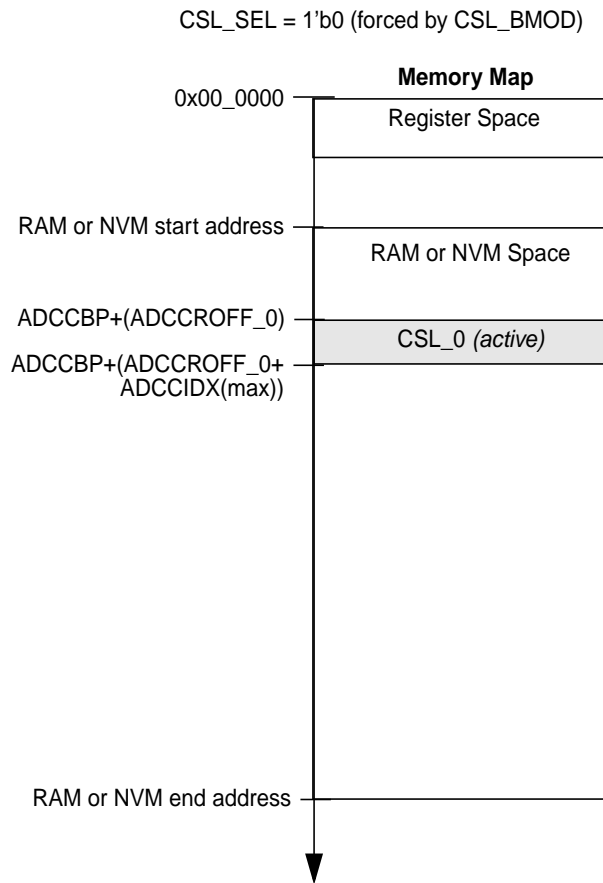 CSL_SEL = 1'b0 (forced by CSL_BMOD)
Memory Map
0x00_0000
Register Space
RAM or NVM start address
RAM or NVM Space
ADCCBP+(ADCCROFF_0)
CSL_0 (active)
ADCCBP+(ADCCROFF_0+
ADCCIDX(max))
RAM or NVM end address